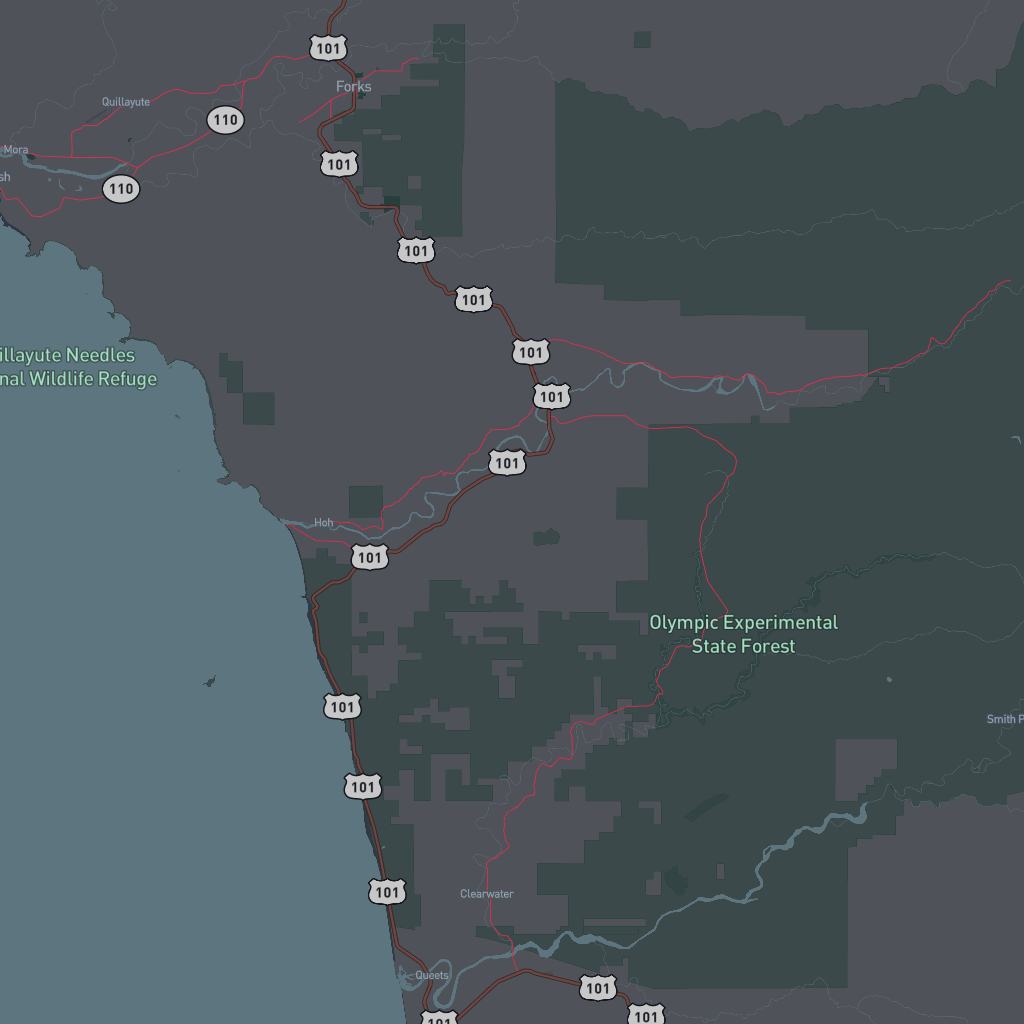 101
Forks
Quillayute
110
Mora
sh
101
110
101
101
101
illayute Needles
nal Wildlife Refuge
101
101
Hoh
101
Olympic Experimental
State Forest
101
Smith P
101
101
Clearwater
Queets
101
101
101